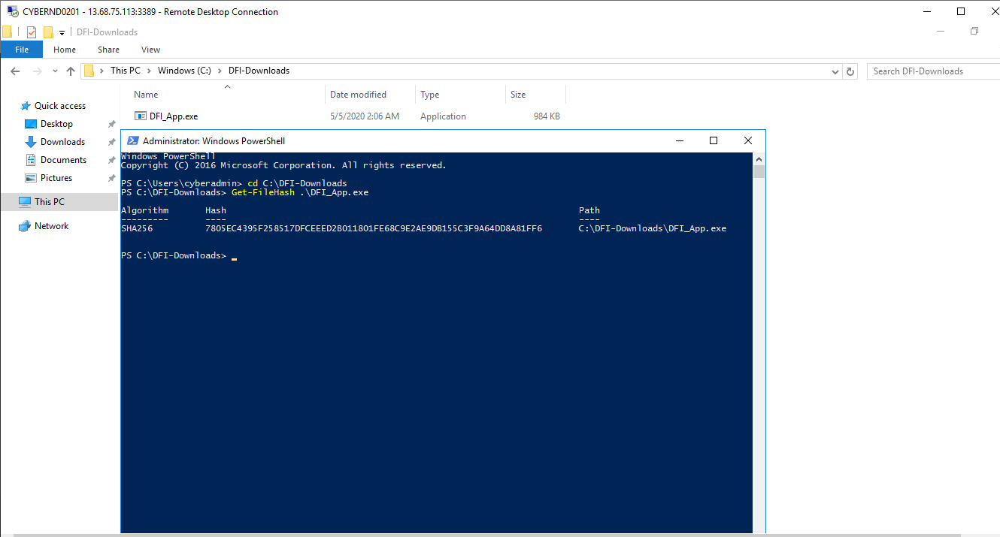 CYBERND0201 - 13.68.75.113:3389 - Remote Desktop Connection
DFI-Downloads
File Home Share View
This PC Windows (C:) DFI-Downloads
Search DFI-Downloads
Name Date modified Type Size
DFI_App.exe 5/5/2020 2:06 AM Application 984 KB
Quick access
Desktop
Downloads
Documents
Pictures
This PC
Network
Administrator: Windows PowerShell
Windows PowerShell
Copyright (C) 2016 Microsoft Corporation. All rights reserved.
PS C:\Users\cyberadmin> cd C:\DFI-Downloads
PS C:\DFI-Downloads> Get-FileHash .\DFI_App.exe
Algorithm Hash Path
--------- ---- ----
SHA256 7805EC4395F258517DFCEEED2B011801FE68C9E2AE9DB155C3F9A64DD8A81FF6 C:\DFI-Downloads\DFI_App.exe
PS C:\DFI-Downloads>